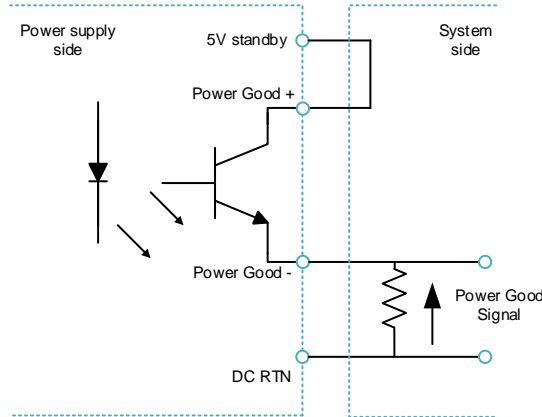 Power supply
side
5V standby
System
side
Power Good +
Power Good -
Power Good
Signal
DC RTN